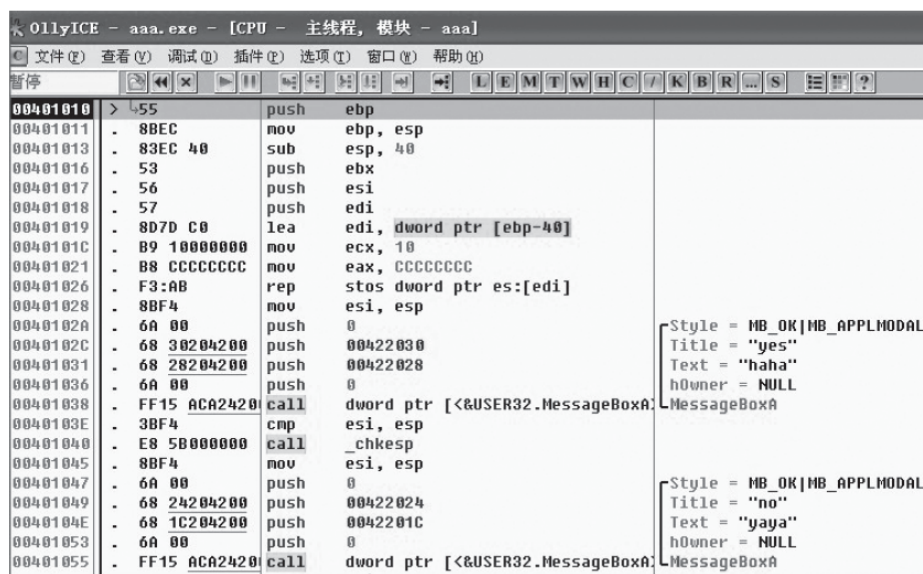 OllyICE - aaa.exe - [CPU - 主线程, 模块 - aaa]
C 文件(F) 查看(V) 调试(D) 插件(P) 选项(T) 窗口(W) 帮助(H)
暂停 L E M T W H C / K B R ... S ?
00401010 > 55 push ebp
00401011 . 8BEC mov ebp, esp
00401013 . 83EC 40 sub esp, 40
00401016 . 53 push ebx
00401017 . 56 push esi
00401018 . 57 push edi
00401019 . 8D7D C0 lea edi, dword ptr [ebp-40]
0040101C . B9 10000000 mov ecx, 10
00401021 . B8 CCCCCCCC mov eax, CCCCCCCC
00401026 . F3:AB rep stos dword ptr es:[edi]
00401028 . 8BF4 mov esi, esp
0040102A . 6A 00 push 0 Style = MB_OK|MB_APPLMODAL
0040102C . 68 30204200 push 00422030 Title = "yes"
00401031 . 68 28204200 push 00422028 Text = "haha"
00401036 . 6A 00 push 0 hOwner = NULL
00401038 . FF15 ACA2420 call dword ptr [<&USER32.MessageBoxA> MessageBoxA
0040103E . 3BF4 cmp esi, esp
00401040 . E8 5B000000 call _chkesp
00401045 . 8BF4 mov esi, esp
00401047 . 6A 00 push 0 Style = MB_OK|MB_APPLMODAL
00401049 . 68 24204200 push 00422024 Title = "no"
0040104E . 68 1C204200 push 0042201C Text = "yaya"
00401053 . 6A 00 push 0 hOwner = NULL
00401055 . FF15 ACA2420 call dword ptr [<&USER32.MessageBoxA> MessageBoxA